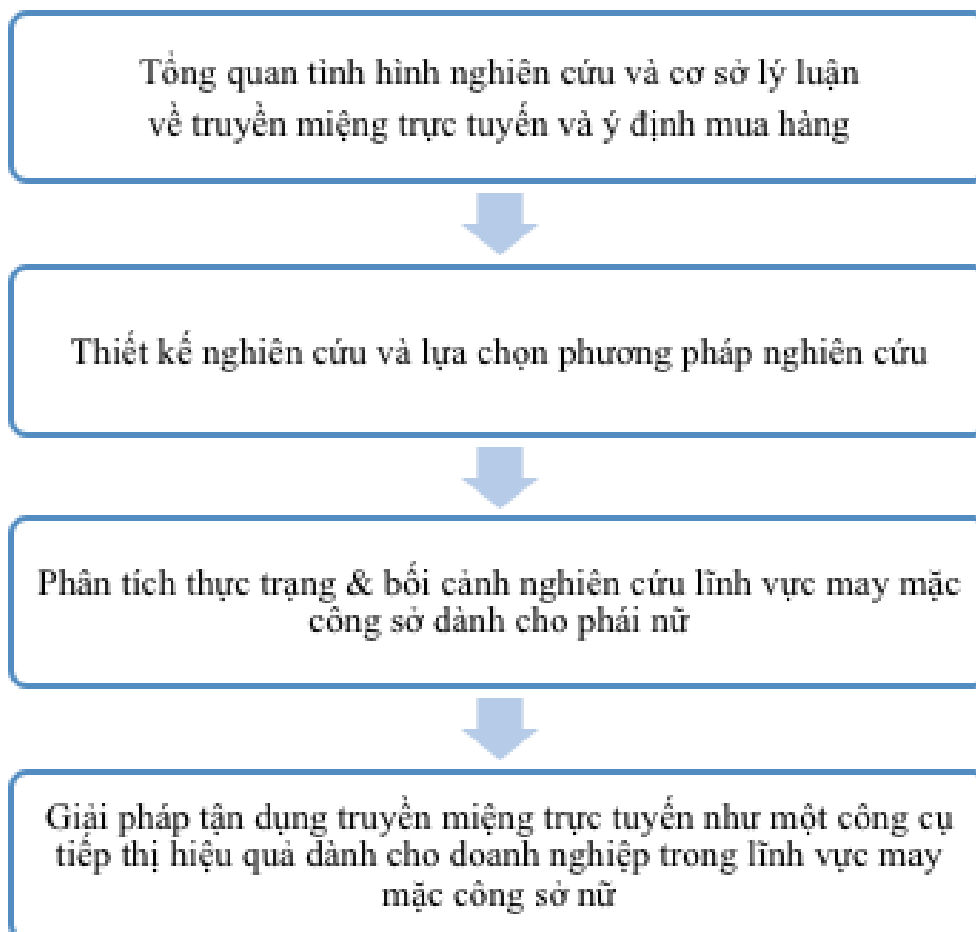 Tổng quan tình hình nghiên cứu và cơ sở lý luận
về truyền miệng trực tuyến và ý định mua hàng
Thiết kế nghiên cứu và lựa chọn phương pháp nghiên cứu
Phân tích thực trạng & bối cảnh nghiên cứu lĩnh vực may mặc
công sở dành cho phái nữ
Giải pháp tận dụng truyền miệng trực tuyến như một công cụ
tiếp thị hiệu quả dành cho doanh nghiệp trong lĩnh vực may
mặc công sở nữ